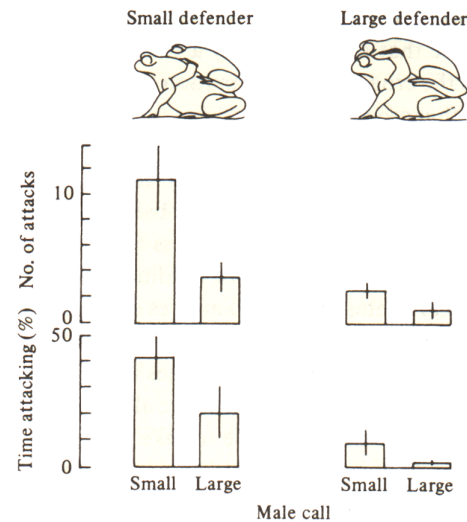 Small defender
Large defender
No. of attacks
10
0
Time attacking (%)
50
0
Small Large
Small Large
Male call